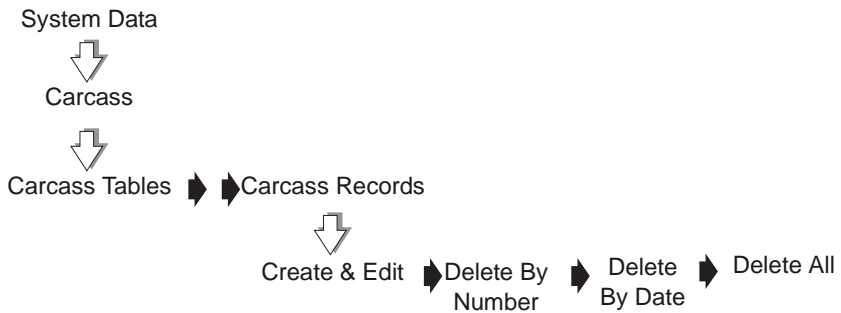 System Data
Carcass
Carcass Tables Carcass Records
Create & Edit Delete By Number Delete By Date Delete All